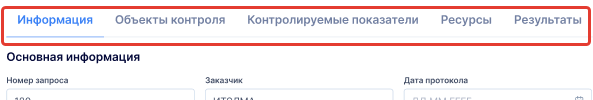 Информация Объекты контроля Контролируемые показатели Ресурсы Результаты
Основная информация
Номер запроса Заказчик Дата протокола